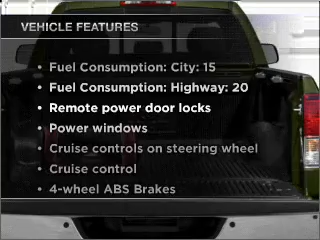 VEHICLE FEATURES
• Fuel Consumption: City: 15
• Fuel Consumption: Highway: 20
• Remote power door locks
• Power windows
• Cruise controls on steering wheel
• Cruise control
• 4-wheel ABS Brakes